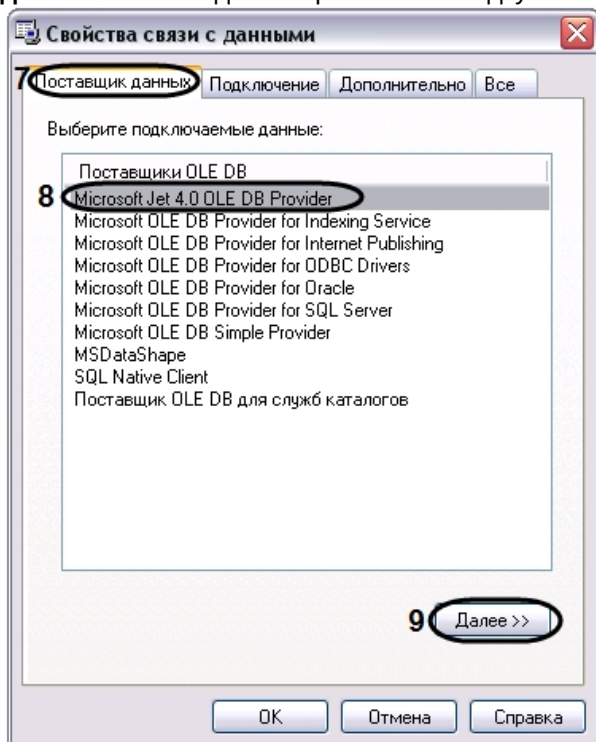 Свойства связи с данными
7 Поставщик данных Подключение Дополнительно Все
Выберите подключаемые данные:
Поставщики OLE DB
8 Microsoft Jet 4.0 OLE DB Provider
Microsoft OLE DB Provider for Indexing Service
Microsoft OLE DB Provider for Internet Publishing
Microsoft OLE DB Provider for ODBC Drivers
Microsoft OLE DB Provider for Oracle
Microsoft OLE DB Provider for SQL Server
Microsoft OLE DB Simple Provider
MSDataShape
SQL Native Client
Поставщик OLE DB для служб каталогов
9 Далее >>
ОК Отмена Справка